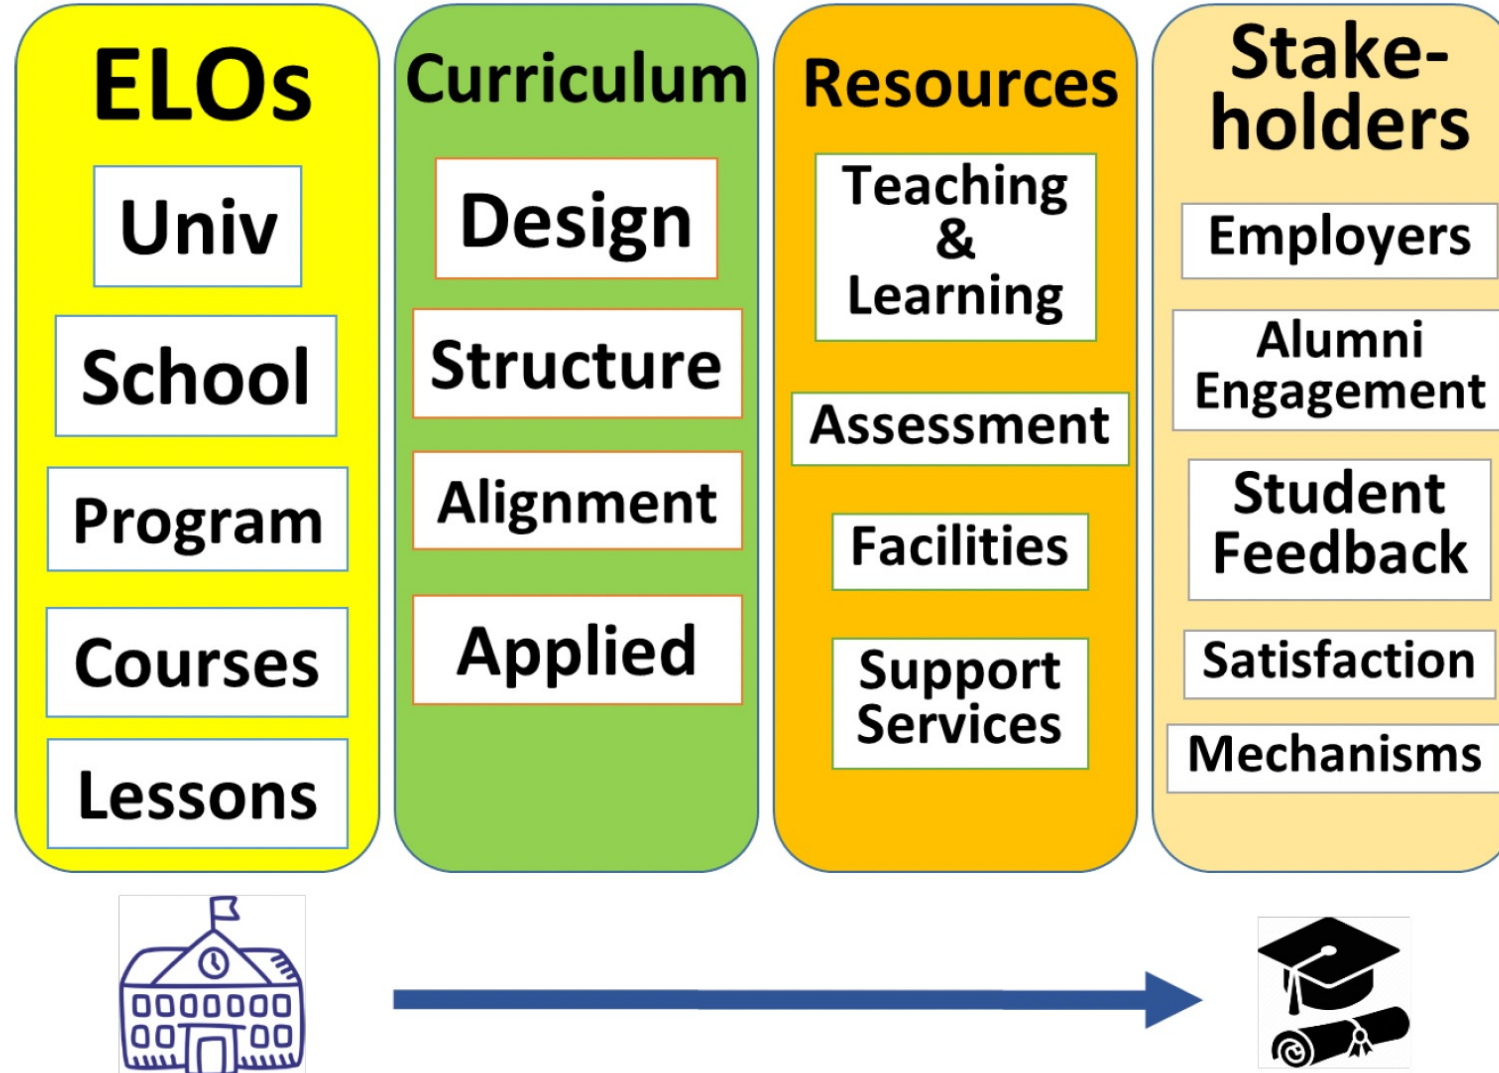 ELOs
Univ
School
Program
Courses
Lessons
Curriculum
Design
Structure
Alignment
Applied
Resources
Teaching
&
Learning
Assessment
Facilities
Support
Services
Stake-
holders
Employers
Alumni
Engagement
Student
Feedback
Satisfaction
Mechanisms